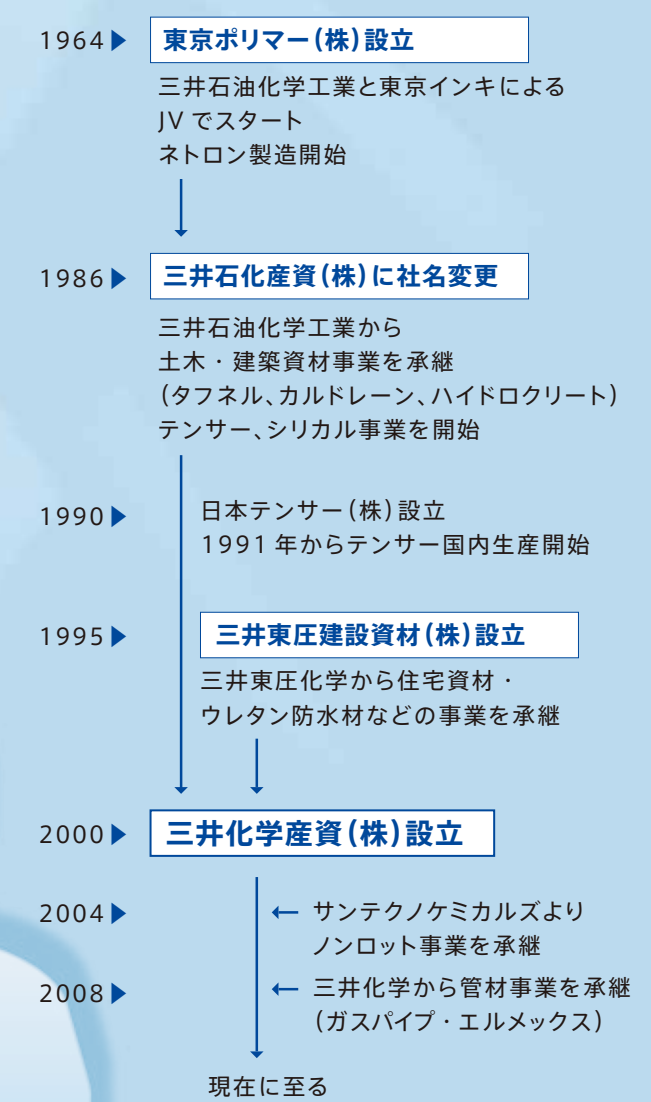 1964▶ 東京ポリマー(株)設立
三井石油化学工業と東京インキによる
JV でスタート
ネトロン製造開始
1986▶ 三井石化産資(株)に社名変更
三井石油化学工業から
土木・建築資材事業を承継
(タフネル、カルドレーン、ハイドロクリート)
テンサー、シリカル事業を開始
1990▶ 日本テンサー(株)設立
1991 年からテンサー国内生産開始
1995▶ 三井東圧建設資材(株)設立
三井東圧化学から住宅資材・
ウレタン防水材などの事業を承継
2000▶ 三井化学産資(株)設立
2004▶ ← サンテクノケミカルズより
ノンロット事業を承継
2008▶ ← 三井化学から管材事業を承継
(ガスパイプ・エルメックス)
現在に至る